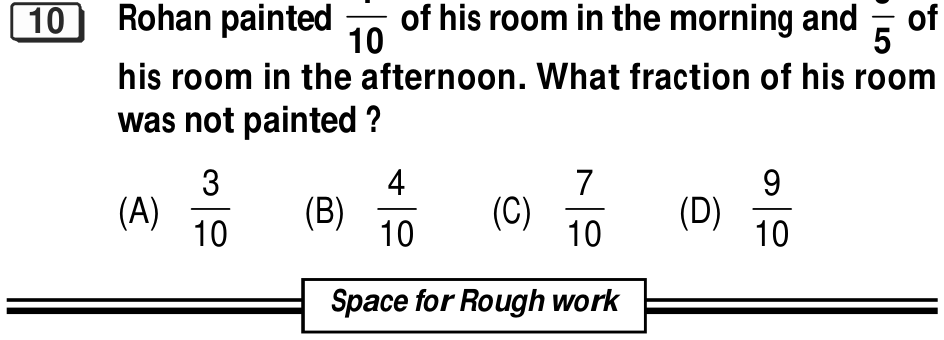 10 Rohan painted /10 of his room in the morning and /5 of
his room in the afternoon. What fraction of his room
was not painted ?
(A) 3/10 (B) 4/10 (C) 7/10 (D) 9/10
Space for Rough work